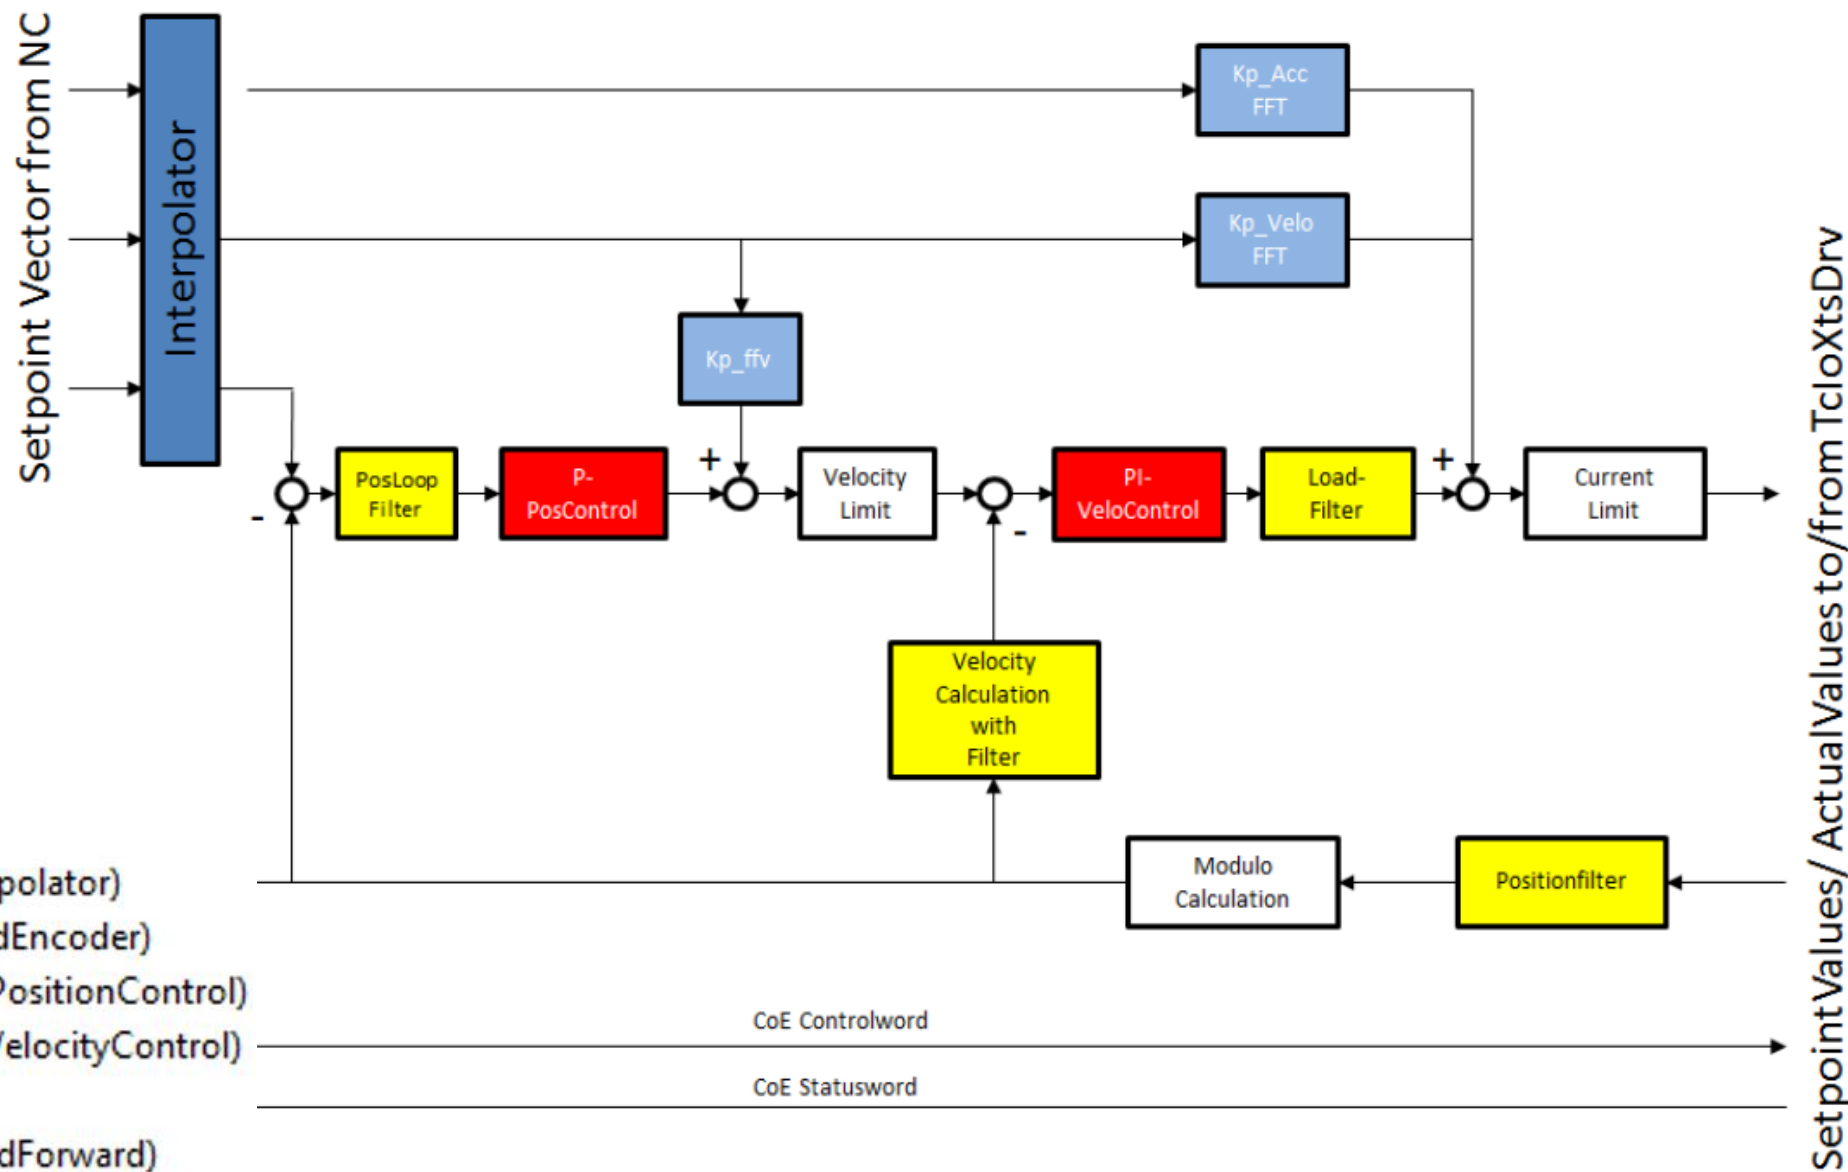 Setpoint Vector from NC
Interpolator
Kp_Acc
FFT
Kp_Velo
FFT
Kp_ffv
+
+
-
PosLoop
Filter
P-
PosControl
Velocity
Limit
-
PI-
VeloControl
Load-
Filter
Current
Limit
Velocity
Calculation
with
Filter
Modulo
Calculation
Positionfilter
polator)
dEncoder)
PositionControl)
VelocityControl)
dForward)
CoE Controlword
CoE Statusword
SetpointValues/ ActualValues to/from TcIoXtsDrv